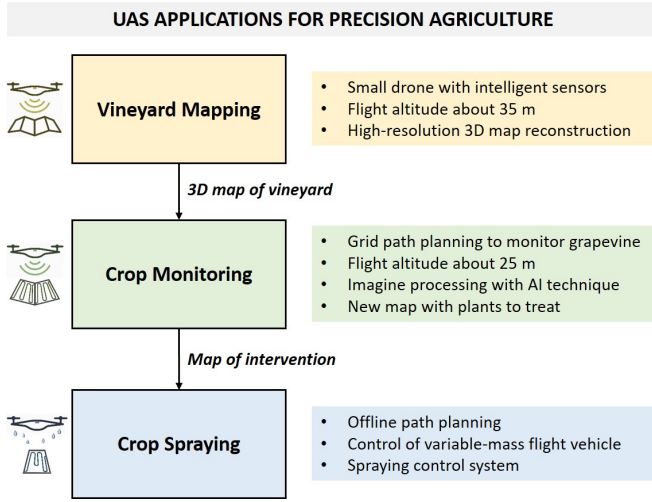 UAS APPLICATIONS FOR PRECISION AGRICULTURE
Vineyard Mapping
• Small drone with intelligent sensors
• Flight altitude about 35 m
• High-resolution 3D map reconstruction
3D map of vineyard
Crop Monitoring
• Grid path planning to monitor grapevine
• Flight altitude about 25 m
• Imagine processing with AI technique
• New map with plants to treat
Map of intervention
Crop Spraying
• Offline path planning
• Control of variable-mass flight vehicle
• Spraying control system